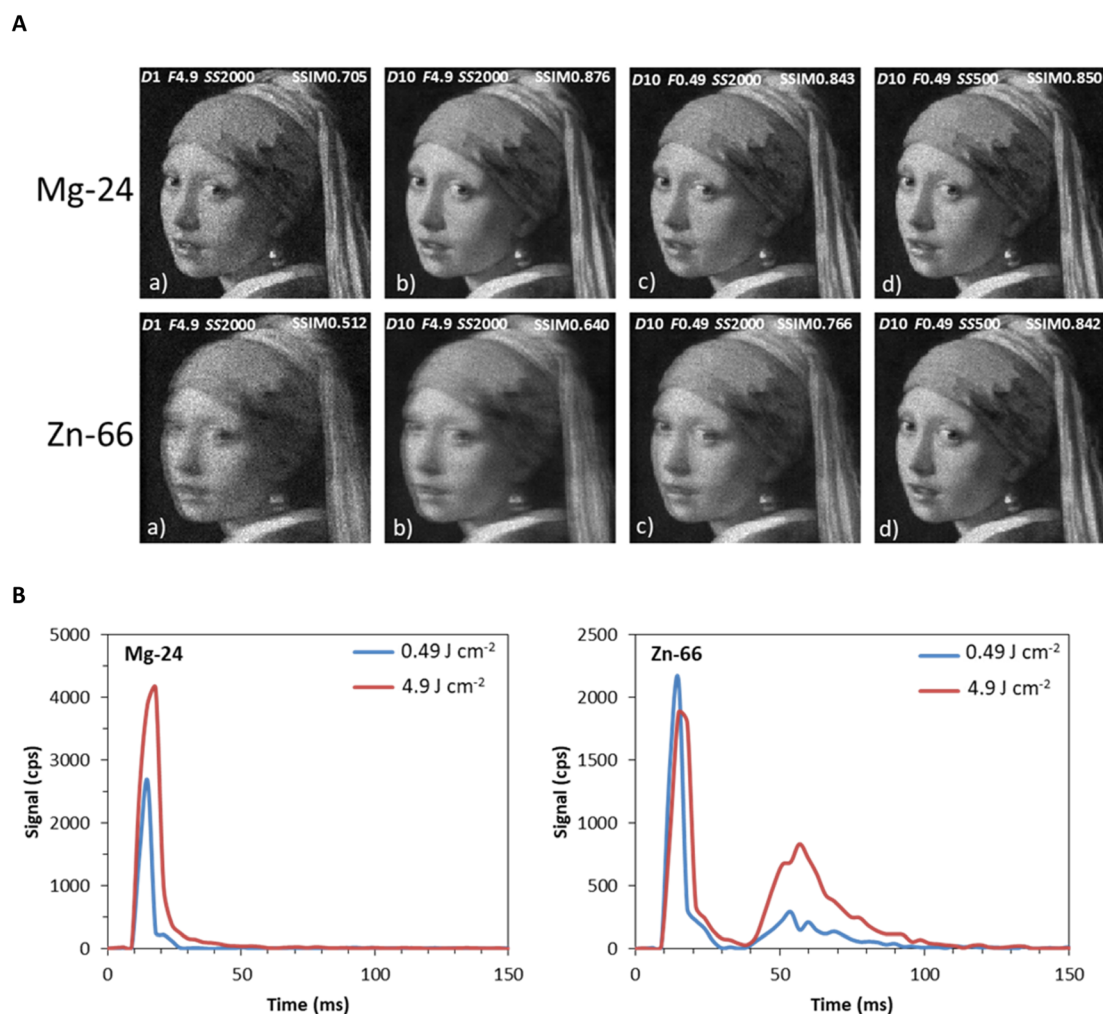 A
D1 F4.9 SS2000 SSIM0.705
D10 F4.9 SS2000 SSIM0.876
D10 F0.49 SS2000 SSIM0.843
D10 F0.49 SS500 SSIM0.850
Mg-24
a)
b)
c)
d)
D1 F4.9 SS2000 SSIM0.512
D10 F4.9 SS2000 SSIM0.640
D10 F0.49 SS2000 SSIM0.766
D10 F0.49 SS500 SSIM0.842
Zn-66
a)
b)
c)
d)
B
Mg-24
0.49 J cm⁻²
4.9 J cm⁻²
Signal (cps)
5000
4000
3000
2000
1000
0
0 50 100 150
Time (ms)
Zn-66
0.49 J cm⁻²
4.9 J cm⁻²
Signal (cps)
2500
2000
1500
1000
500
0
0 50 100 150
Time (ms)